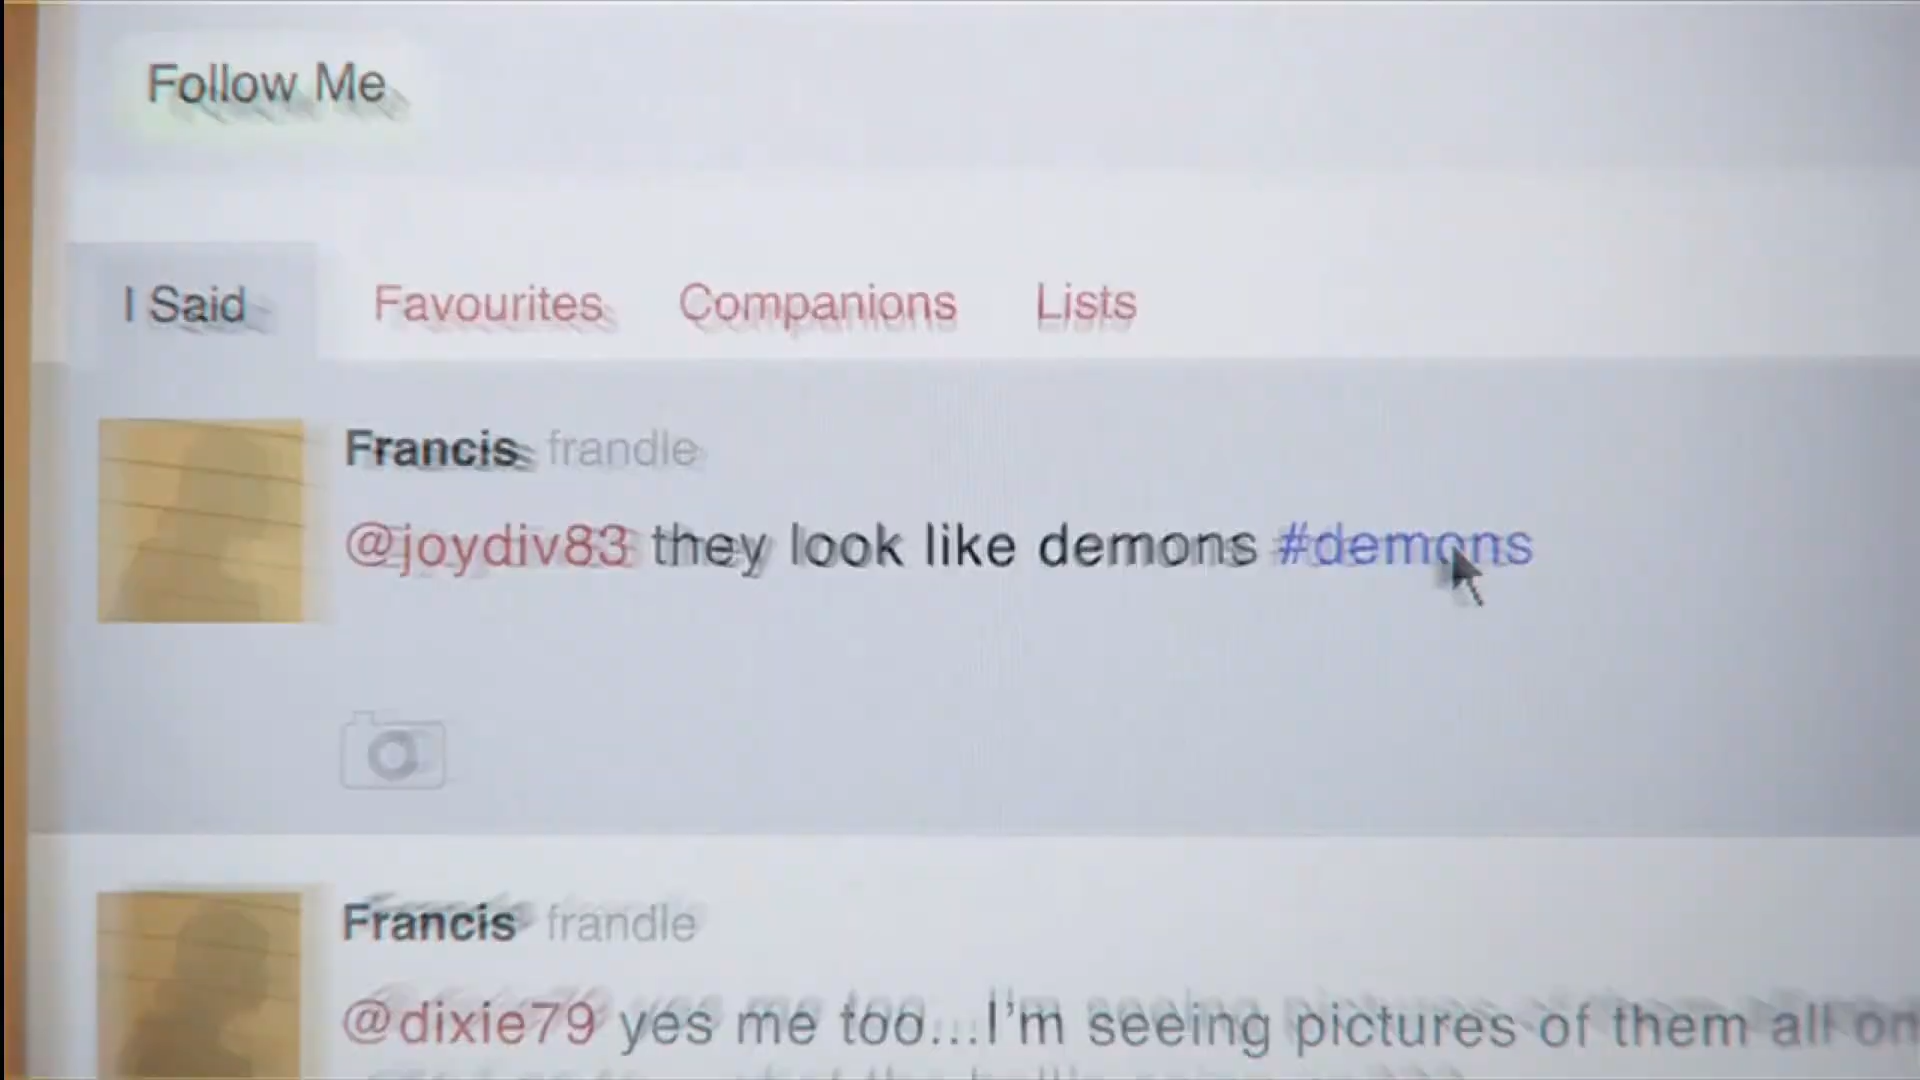 Follow Me
I Said Favourites Companions Lists
Francis frandle
@joydiv83 they look like demons #demons
Francis frandle
@dixie79 yes me too...I'm seeing pictures of them all on